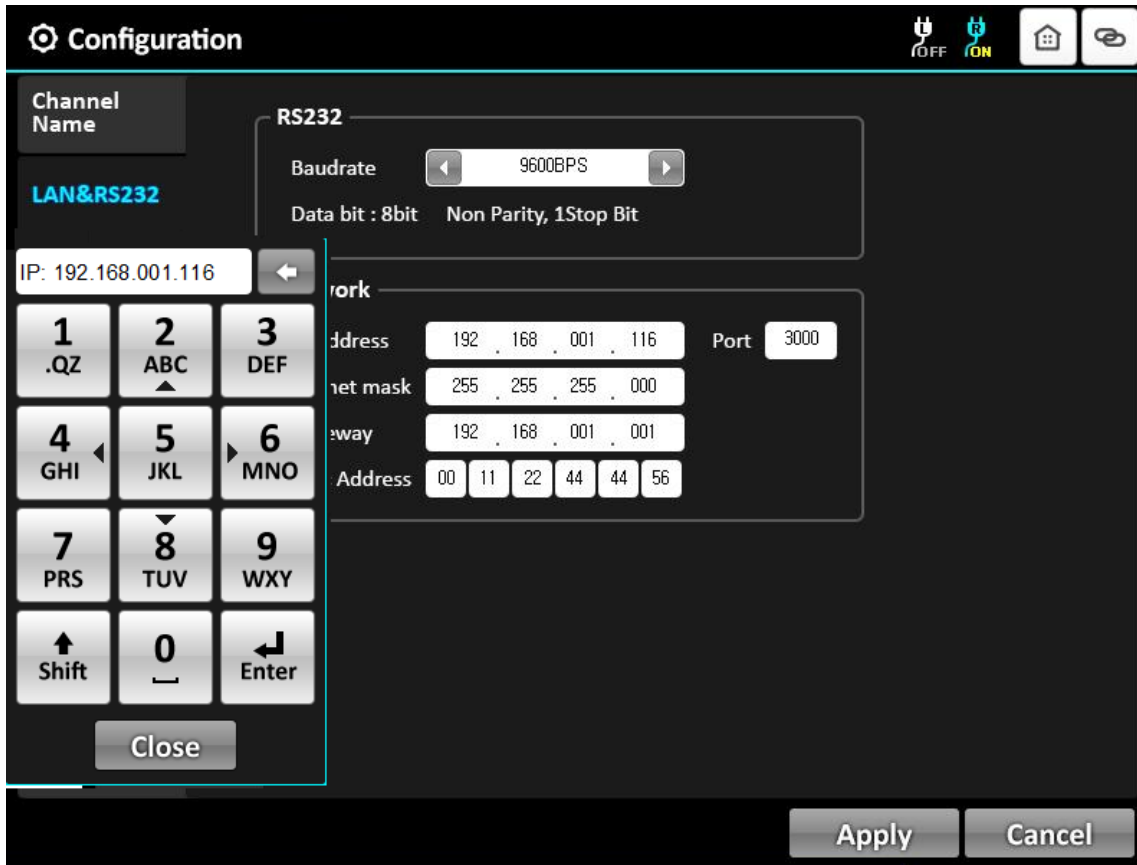 Configuration
L OFF R ON
Channel
Name
LAN&RS232
RS232
Baudrate 9600BPS
Data bit : 8bit Non Parity, 1Stop Bit
IP: 192.168.001.116
1 2 3
.QZ ABC DEF
4 5 6
GHI JKL MNO
7 8 9
PRS TUV WXY
Shift 0 Enter
Close
work
ddress 192 . 168 . 001 . 116 Port 3000
net mask 255 . 255 . 255 . 000
eway 192 . 168 . 001 . 001
Address 00 11 22 44 44 56
Apply Cancel